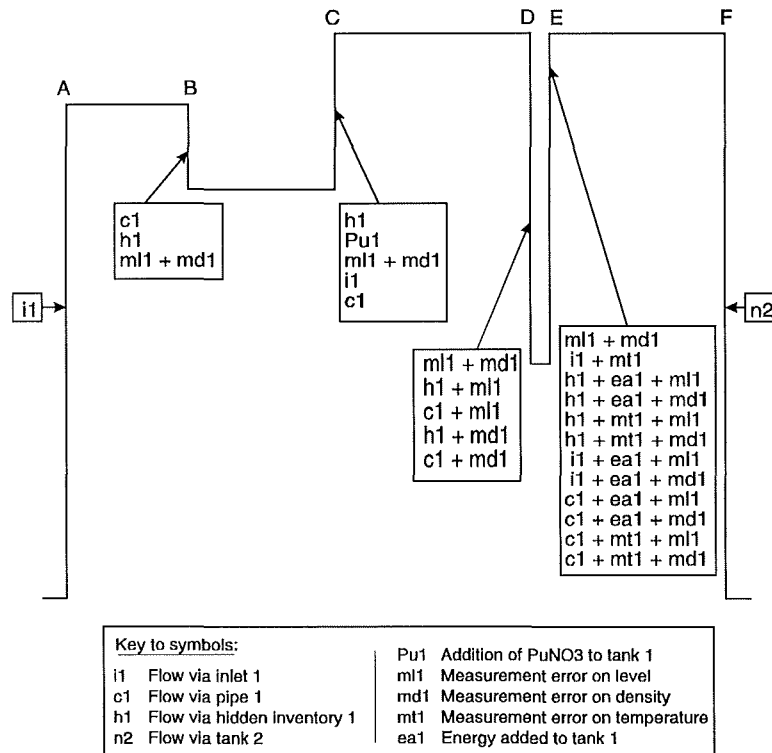 A
B
C
D
E
F
c1
h1
ml1 + md1
h1
Pu1
ml1 + md1
i1
c1
i1
n2
ml1 + md1
h1 + ml1
c1 + ml1
h1 + md1
c1 + md1
ml1 + md1
i1 + mt1
h1 + ea1 + ml1
h1 + ea1 + md1
h1 + mt1 + ml1
h1 + mt1 + md1
i1 + ea1 + ml1
i1 + ea1 + md1
c1 + ea1 + ml1
c1 + ea1 + md1
c1 + mt1 + ml1
c1 + mt1 + md1
Key to symbols:
i1 Flow via inlet 1
c1 Flow via pipe 1
h1 Flow via hidden inventory 1
n2 Flow via tank 2
Pu1 Addition of PuNO3 to tank 1
ml1 Measurement error on level
md1 Measurement error on density
mt1 Measurement error on temperature
ea1 Energy added to tank 1